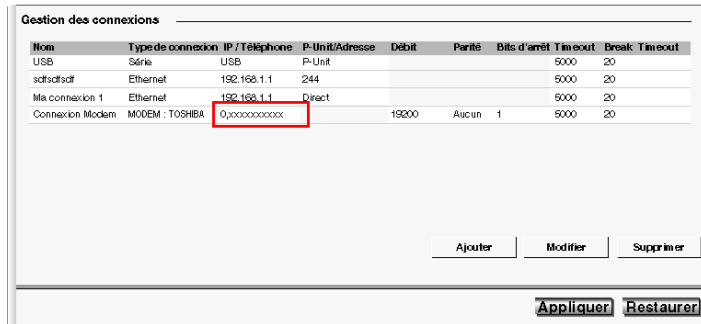 Gestion des connexions
Nom Type de connexion IP / Téléphone P-Unit/Adresse Débit Parité Bits d'arrêt Timeout Break Timeout
USB Série USB P-Unit 5000 20
sdfsdfsdf Ethernet 192.168.1.1 244 5000 20
Ma connexion 1 Ethernet 192.168.1.1 Direct 5000 20
Connexion Modem MODEM : TOSHIBA 0,xxxxxxxxxx 19200 Aucun 1 5000 20
Ajouter Modifier Supprimer
Appliquer Restaurer